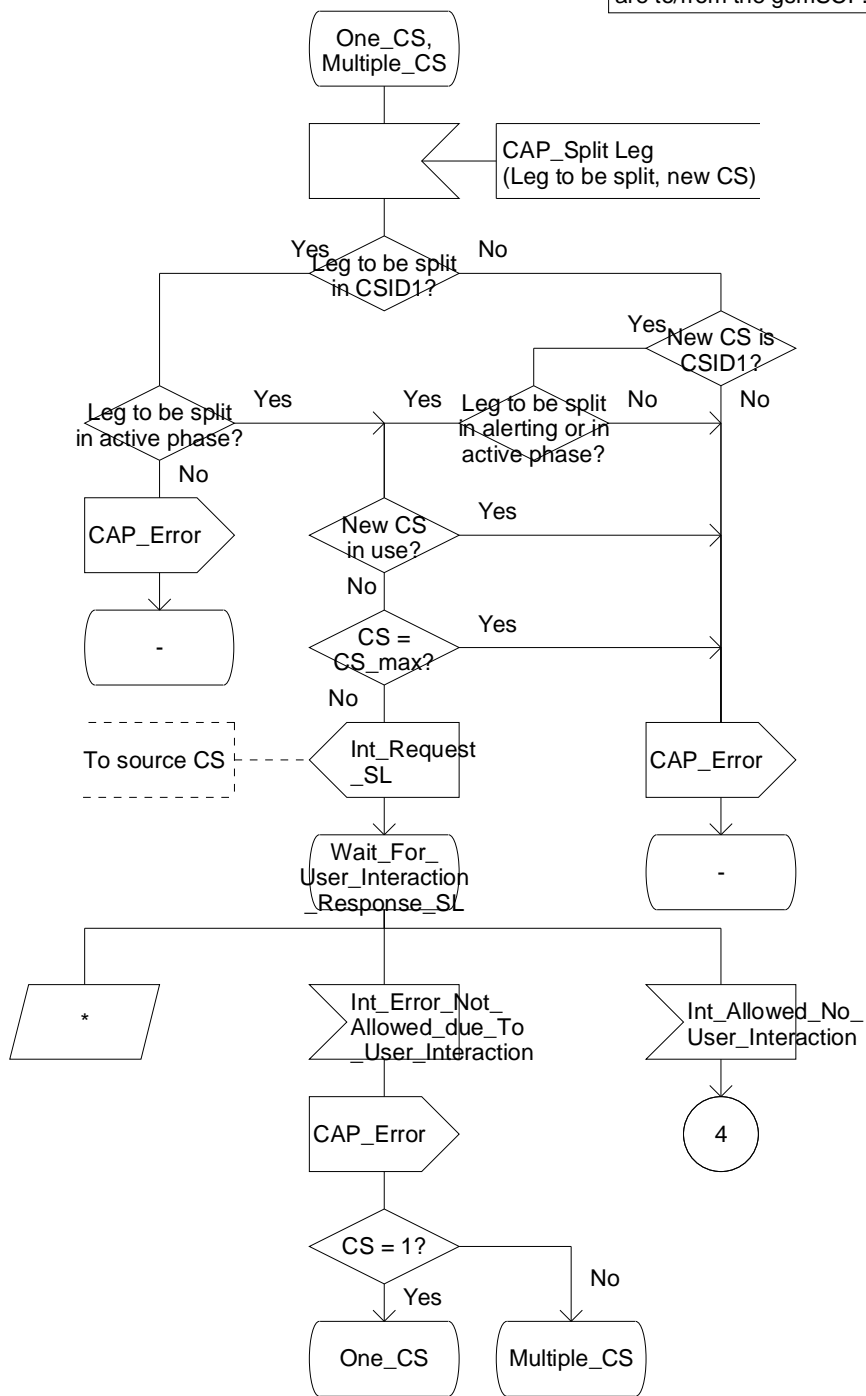 are to/from the gsmSCF.
One_CS,
Multiple_CS
CAP_Split Leg
(Leg to be split, new CS)
Yes
Leg to be split
in CSID1?
No
Yes
New CS is
CSID1?
No
Leg to be split
in active phase?
Yes
No
Yes
Leg to be split
in alerting or in
active phase?
No
CAP_Error
-
New CS
in use?
Yes
No
CS =
CS_max?
Yes
No
To source CS
Int_Request
_SL
CAP_Error
Wait_For_
User_Interaction
_Response_SL
-
*
Int_Error_Not_
Allowed_due_To
_User_Interaction
Int_Allowed_No_
User_Interaction
CAP_Error
4
CS = 1?
No
Yes
One_CS
Multiple_CS